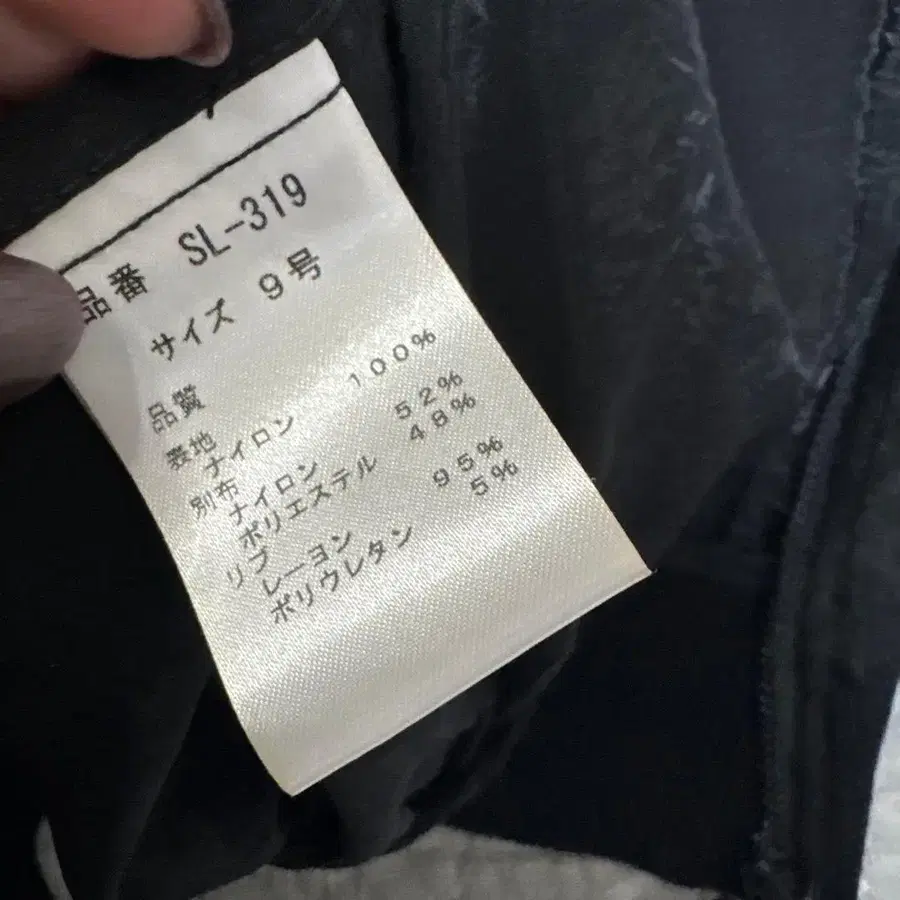 品番 SL-319
サイズ 9号
品質
表地
ナイロン 100%
別布
ナイロン 52%
ポリエステル 48%
リブ
レーヨン 95%
ポリウレタン 5%